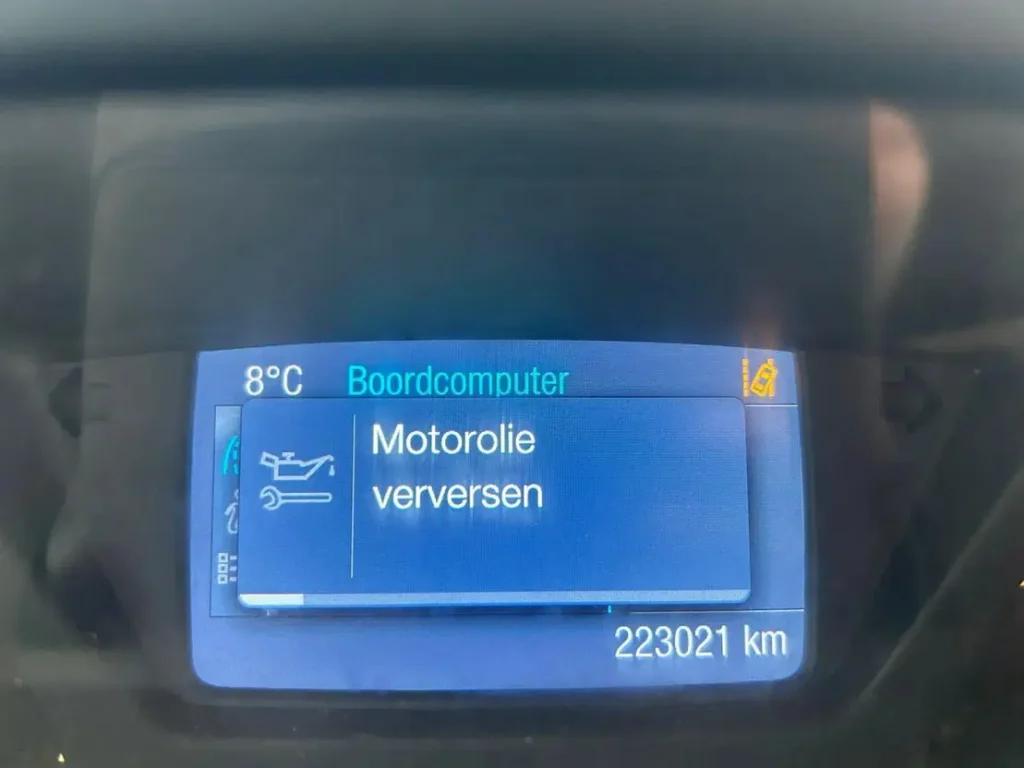 8°C Boordcomputer
Motorolie
verversen
223021 km